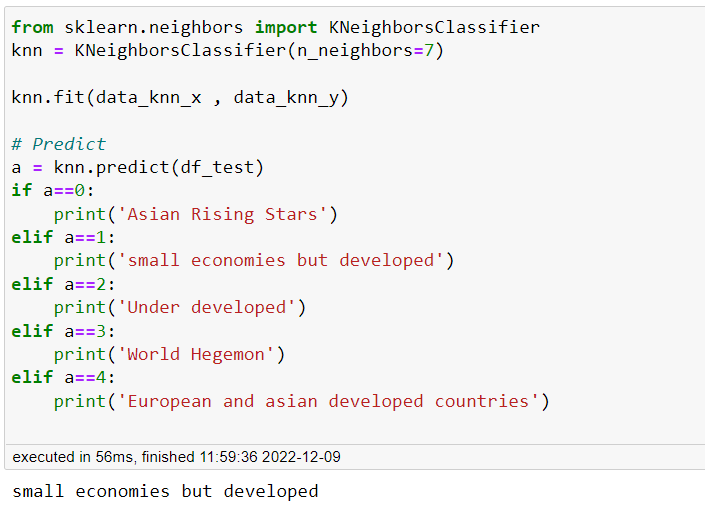 from sklearn.neighbors import KNeighborsClassifier
knn = KNeighborsClassifier(n_neighbors=7)

knn.fit(data_knn_x , data_knn_y)

# Predict
a = knn.predict(df_test)
if a==0:
    print('Asian Rising Stars')
elif a==1:
    print('small economies but developed')
elif a==2:
    print('Under developed')
elif a==3:
    print('World Hegemon')
elif a==4:
    print('European and asian developed countries')
executed in 56ms, finished 11:59:36 2022-12-09
small economies but developed